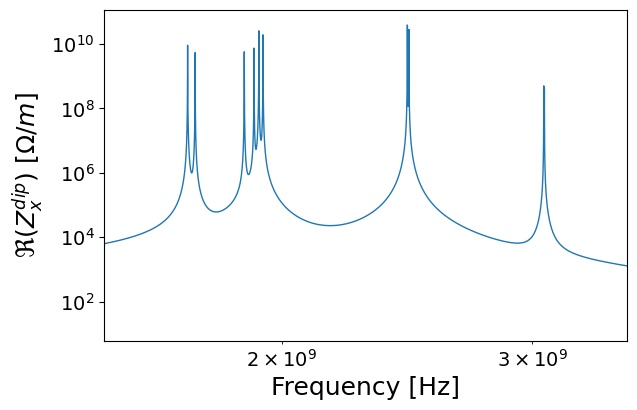 ℜ(Z_x^{dip}) [Ω/m]
10^{10}
10^8
10^6
10^4
10^2
2 × 10^9
3 × 10^9
Frequency [Hz]